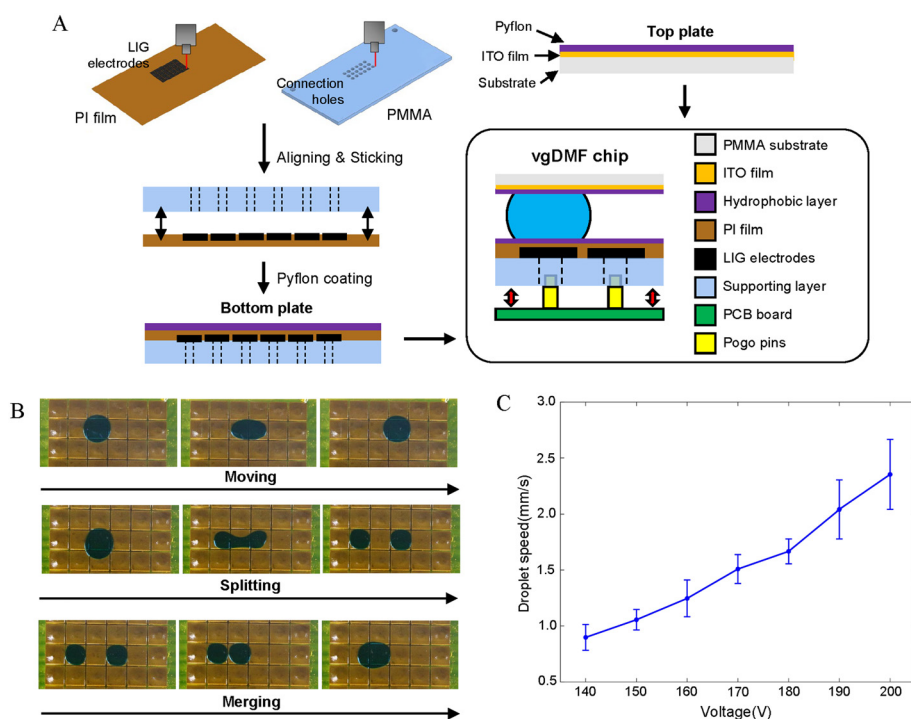 A
LIG
electrodes
PI film
Connection
holes
PMMA
Pyflon
ITO film
Substrate
Top plate
Aligning & Sticking
Pyflon coating
Bottom plate
vgDMF chip
PMMA substrate
ITO film
Hydrophobic layer
PI film
LIG electrodes
Supporting layer
PCB board
Pogo pins
B
Moving
Splitting
Merging
C
3.0
2.5
2.0
1.5
1.0
0.5
Droplet speed(mm/s)
140 150 160 170 180 190 200
Voltage(V)